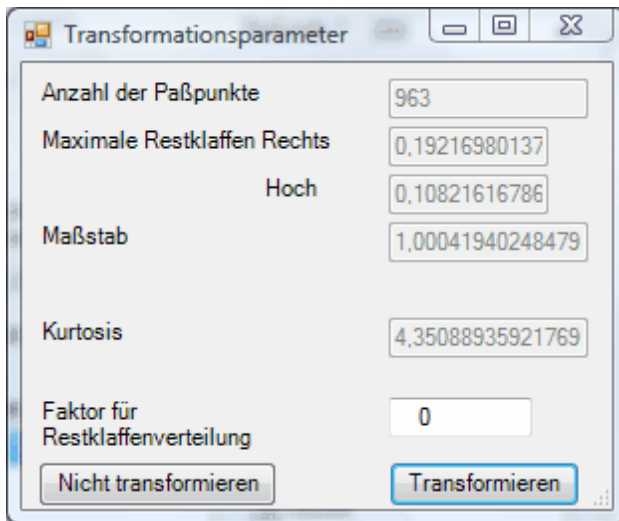 Transformationsparameter
Anzahl der Paßpunkte 963
Maximale Restklaffen Rechts 0,19216980137
Hoch 0,10821616786
Maßstab 1,00041940248479
Kurtosis 4,35088935921769
Faktor für
Restklaffenverteilung 0
Nicht transformieren Transformieren